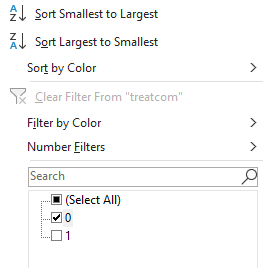 Sort Smallest to Largest
Sort Largest to Smallest
Sort by Color
Clear Filter From "treatcom"
Filter by Color
Number Filters
Search
(Select All)
0
1